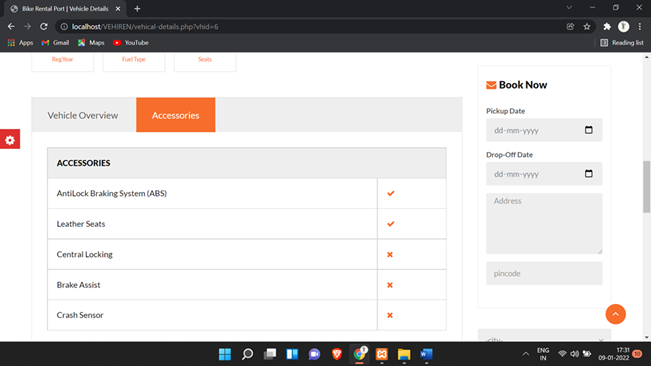 Bike Rental Port | Vehicle Details
localhost/VEHIREN/vehical-details.php?vhid=6
Apps Gmail Maps YouTube Reading list
Reg.Year Fuel Type Seats
Vehicle Overview Accessories
ACCESSORIES
AntiLock Braking System (ABS)
Leather Seats
Central Locking
Brake Assist
Crash Sensor
Book Now
Pickup Date
dd-mm-yyyy
Drop-Off Date
dd-mm-yyyy
Address
pincode
ENG
IN
17:31
09-01-2022